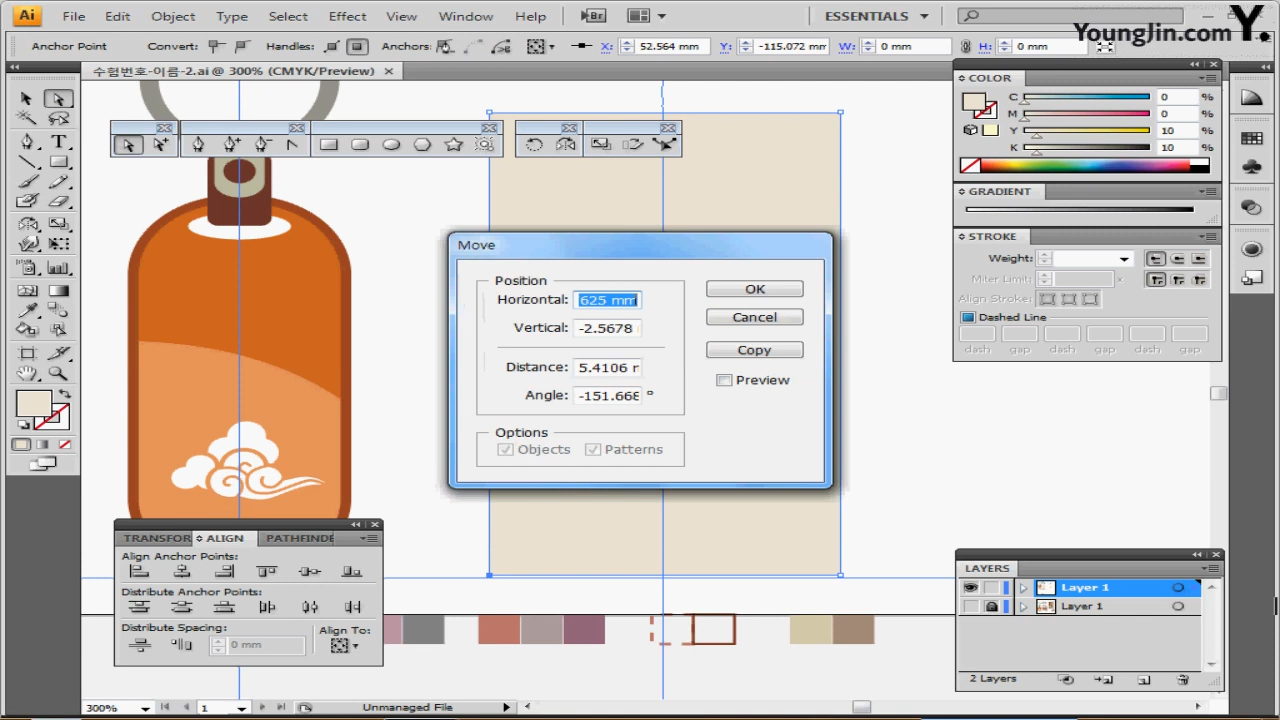 Ai File Edit Object Type Select Effect View Window Help Br ESSENTIALS
YoungJin.com Y.
Anchor Point Convert: Handles: Anchors: X: 52.564 mm Y: -115.072 mm W: 0 mm H: 0 mm
수험번호-이름-2.ai @ 300% (CMYK/Preview)
COLOR
C 0 %
M 0 %
Y 10 %
K 10 %
GRADIENT
STROKE
Weight:
Miter Limit: x
Align Stroke:
Dashed Line
dash gap dash gap dash gap
Move
Position
Horizontal: 625 mm
Vertical: -2.5678
Distance: 5.4106 r
Angle: -151.668 °
Options
Objects Patterns
OK
Cancel
Copy
Preview
TRANSFOR ALIGN PATHFINDE
Align Anchor Points:
Distribute Anchor Points:
Distribute Spacing: Align To:
0 mm
LAYERS
Layer 1
Layer 1
2 Layers
300% 1 Unmanaged File